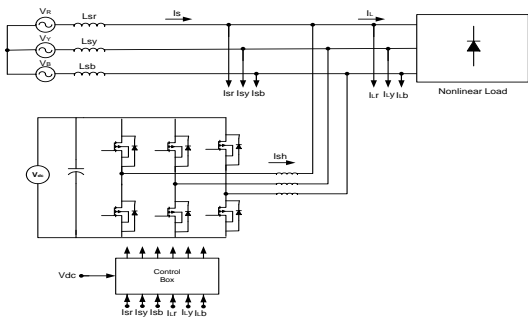 VR Lsr Is IL
VY Lsy
VB Lsb
Isr Isy Isb ILr ILy ILb
Nonlinear Load
Ish
Vdc
Vdc
Control
Box
Isr Isy Isb ILr ILy ILb